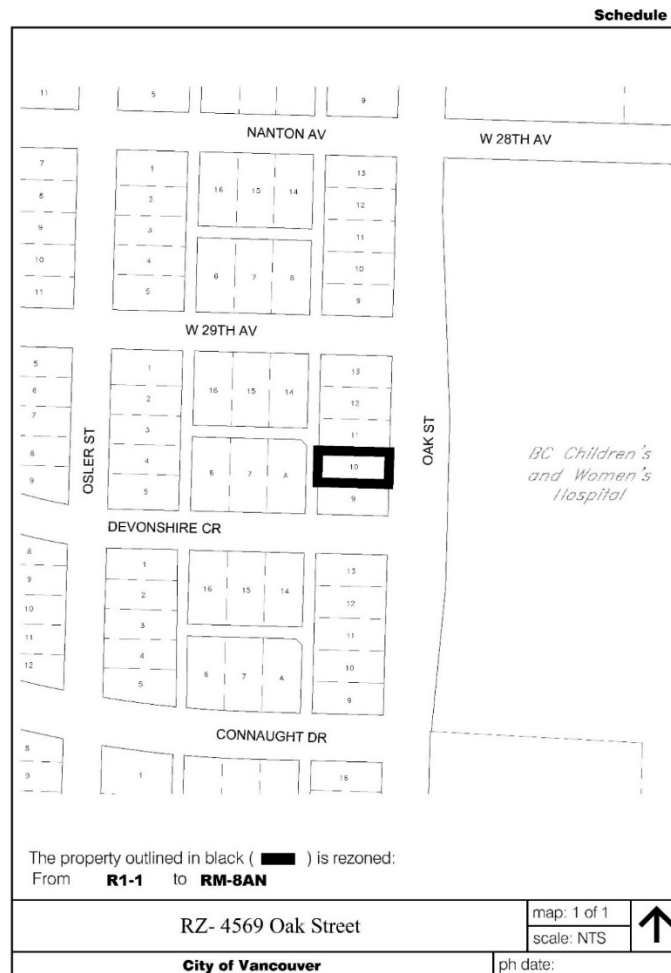 Schedule
11 5 9
NANTON AV
W 28TH AV
7 8 9 10 11
1 2 3 4 5
16 15 14
6 7 8
13 12 11 10 9
W 29TH AV
5 6 7 8 9
OSLER ST
1 2 3 4 5
16 15 14
6 7 A
13 12 11 10 9
OAK ST
BC Children's
and Women's
Hospital
DEVONSHIRE CR
8 9 10 11 12
1 2 3 4 5
16 15 14
6 7 A
13 12 11 10 9
CONNAUGHT DR
8 9
1
16
The property outlined in black ( ) is rezoned:
From R1-1 to RM-8AN
RZ- 4569 Oak Street
map: 1 of 1
scale: NTS
City of Vancouver
ph date: